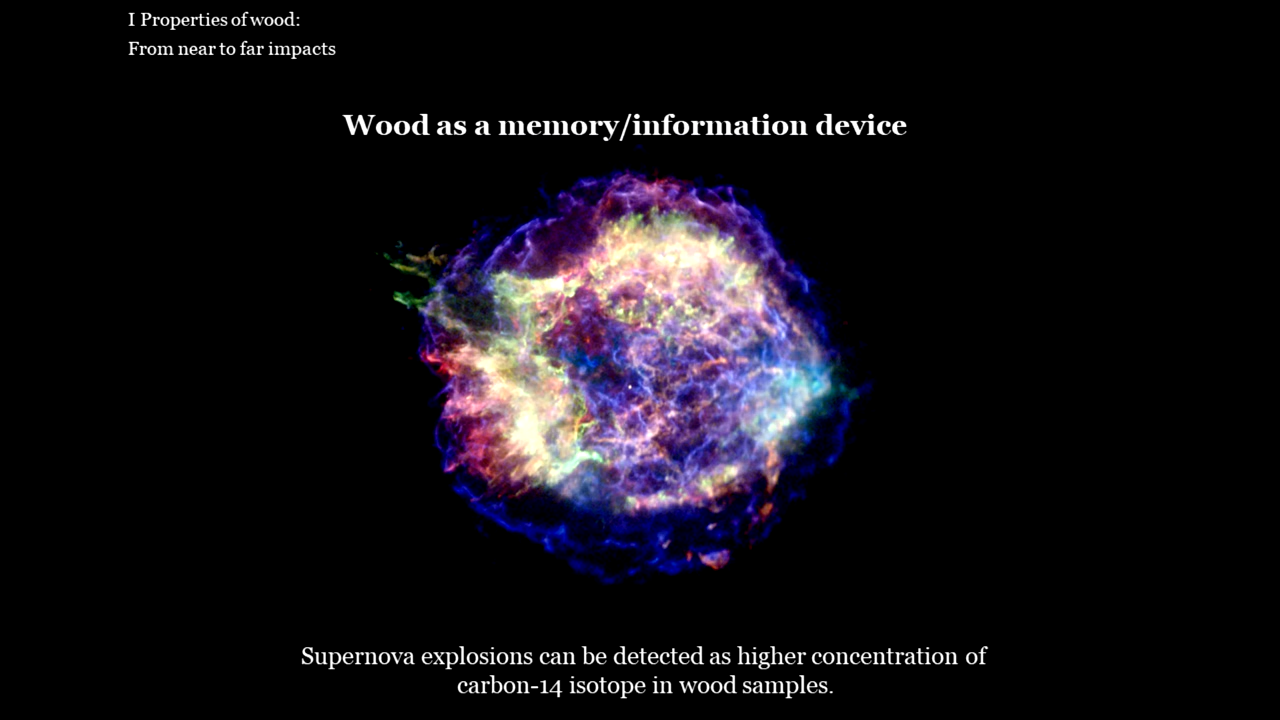 I Properties of wood:
From near to far impacts
Wood as a memory/information device
Supernova explosions can be detected as higher concentration of
carbon-14 isotope in wood samples.